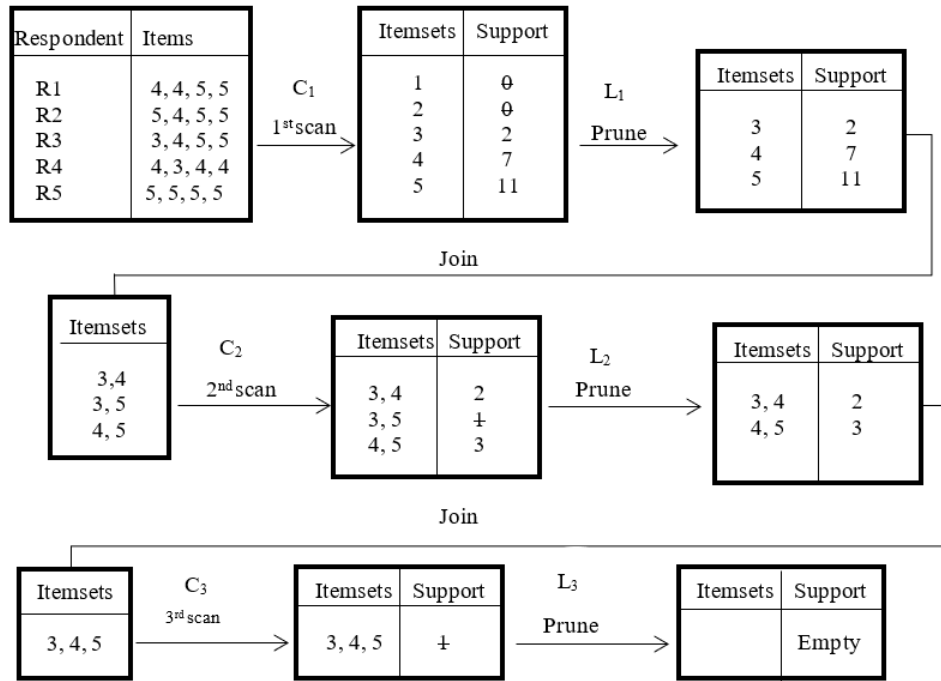 Respondent Items
R1 4, 4, 5, 5
R2 5, 4, 5, 5
R3 3, 4, 5, 5
R4 4, 3, 4, 4
R5 5, 5, 5, 5
C1
1st scan
Itemsets Support
1 0
2 0
3 2
4 7
5 11
L1
Prune
Itemsets Support
3 2
4 7
5 11
Join
Itemsets
3,4
3, 5
4, 5
C2
2nd scan
Itemsets Support
3, 4 2
3, 5 1
4, 5 3
L2
Prune
Itemsets Support
3, 4 2
4, 5 3
Join
Itemsets
3, 4, 5
C3
3rd scan
Itemsets Support
3, 4, 5 1
L3
Prune
Itemsets Support
Empty